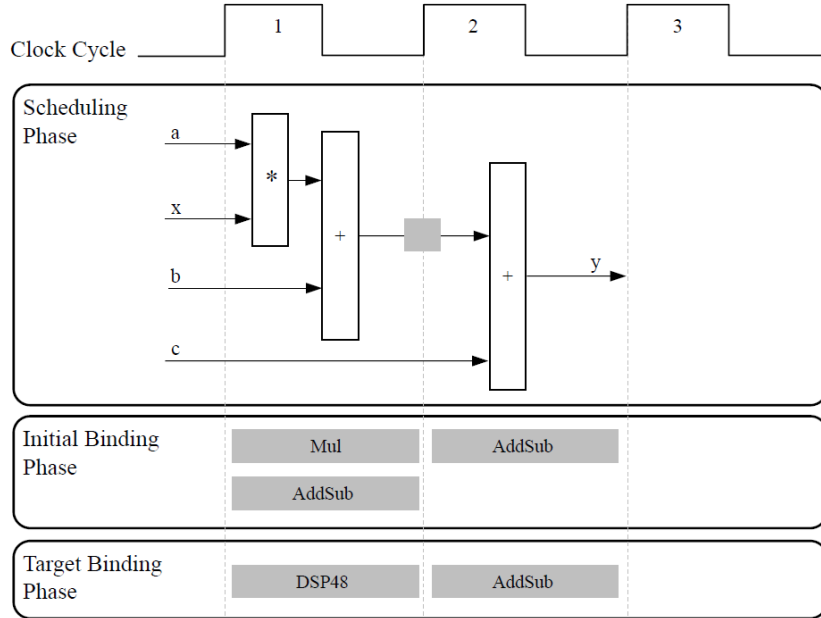 1 2 3
Clock Cycle
Scheduling
Phase
a
*
x
+
b
+
y
c
Initial Binding
Phase
Mul AddSub
AddSub
Target Binding
Phase
DSP48 AddSub